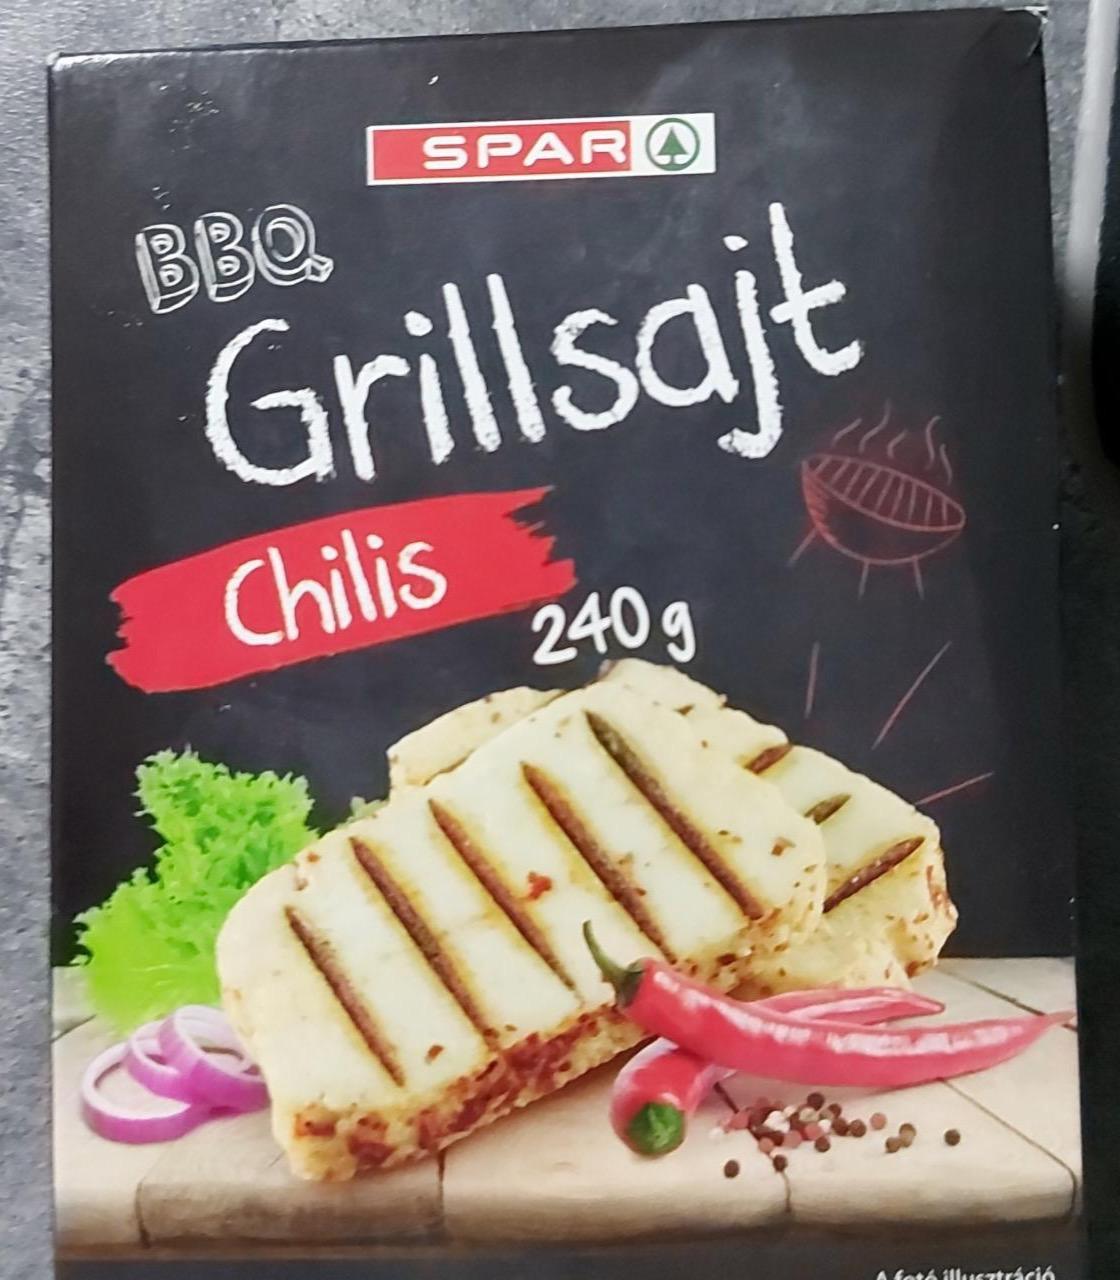 SPAR
BBQ
Grillsajt
Chilis
240 g
A fotó illusztráció